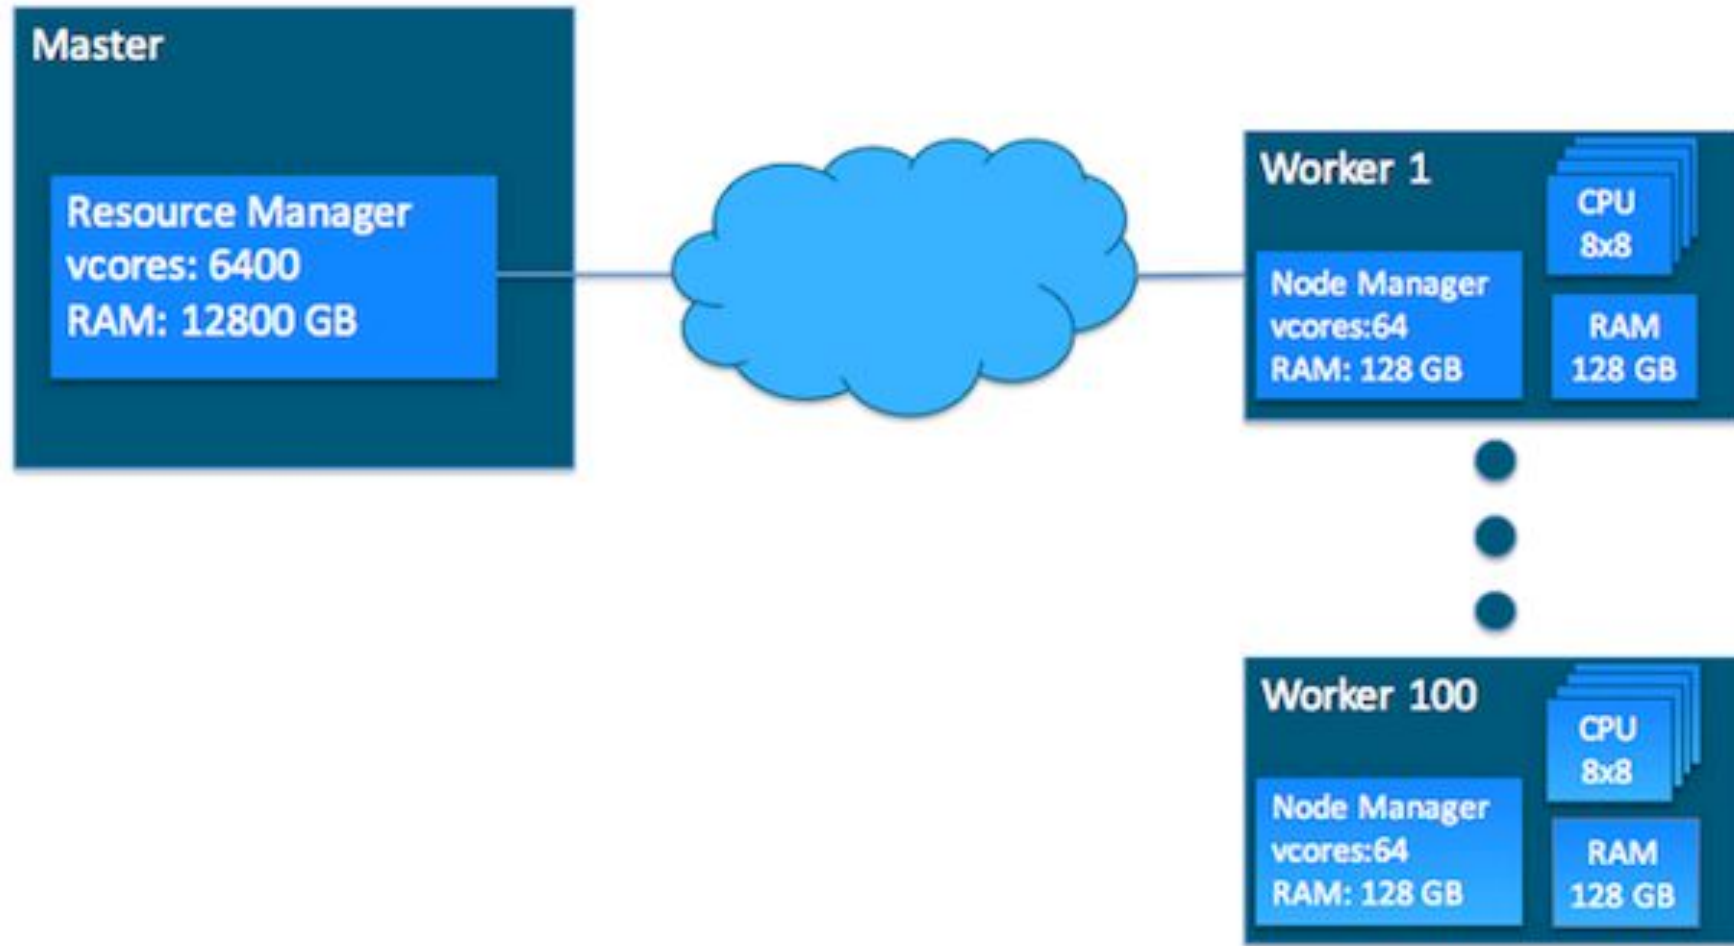 Master
Resource Manager
vcores: 6400
RAM: 12800 GB
Worker 1
CPU
8x8
Node Manager
vcores:64
RAM: 128 GB
RAM
128 GB
Worker 100
CPU
8x8
Node Manager
vcores:64
RAM: 128 GB
RAM
128 GB